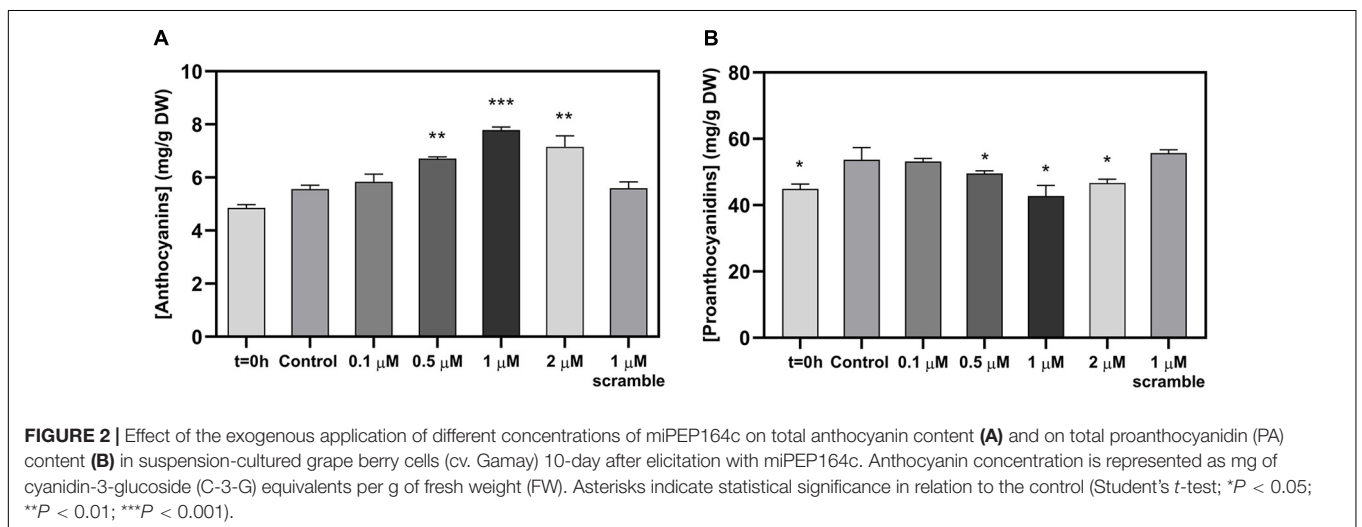 A
[Anthocyanins] (mg/g DW)
10
8
6
4
2
0
**
***
**
t=0h Control 0.1 μM 0.5 μM 1 μM 2 μM 1 μM
scramble
B
[Proanthocyanidins] (mg/g DW)
80
60
40
20
0
*
*
*
*
t=0h Control 0.1 μM 0.5 μM 1 μM 2 μM 1 μM
scramble
FIGURE 2 | Effect of the exogenous application of different concentrations of miPEP164c on total anthocyanin content (A) and on total proanthocyanidin (PA)
content (B) in suspension-cultured grape berry cells (cv. Gamay) 10-day after elicitation with miPEP164c. Anthocyanin concentration is represented as mg of
cyanidin-3-glucoside (C-3-G) equivalents per g of fresh weight (FW). Asterisks indicate statistical significance in relation to the control (Student's t-test; *P < 0.05;
**P < 0.01; ***P < 0.001).